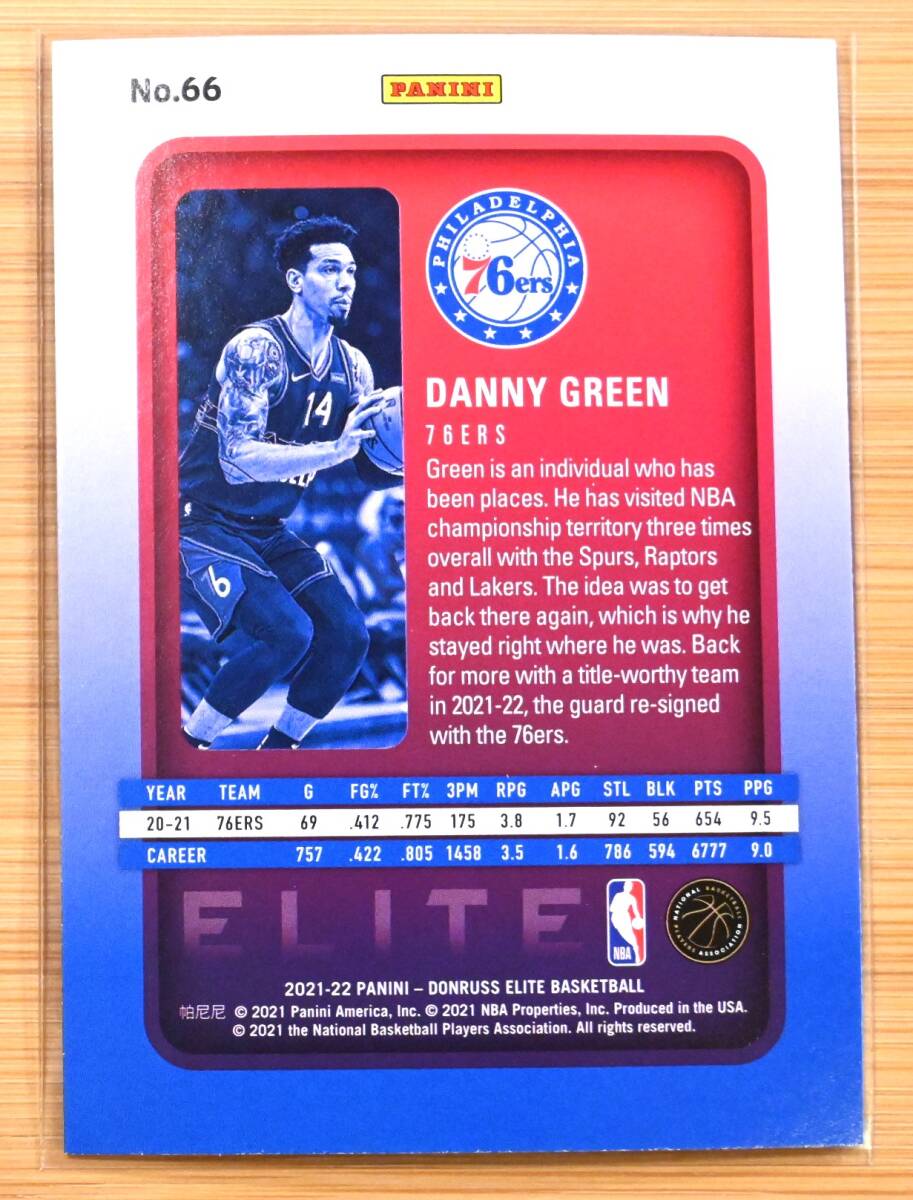 No.66
PANINI
PHILADELPHIA
76ers
14
6
DANNY GREEN
76ERS
Green is an individual who has
been places. He has visited NBA
championship territory three times
overall with the Spurs, Raptors
and Lakers. The idea was to get
back there again, which is why he
stayed right where he was. Back
for more with a title-worthy team
in 2021-22, the guard re-signed
with the 76ers.
YEAR TEAM G FG% FT% 3PM RPG APG STL BLK PTS PPG
20-21 76ERS 69 .412 .775 175 3.8 1.7 92 56 654 9.5
CAREER 757 .422 .805 1458 3.5 1.6 786 594 6777 9.0
ELITE
NBA
NATIONAL BASKETBALL
PLAYERS ASSOCIATION
2021-22 PANINI – DONRUSS ELITE BASKETBALL
帕尼尼 © 2021 Panini America, Inc. © 2021 NBA Properties, Inc. Produced in the USA.
© 2021 the National Basketball Players Association. All rights reserved.